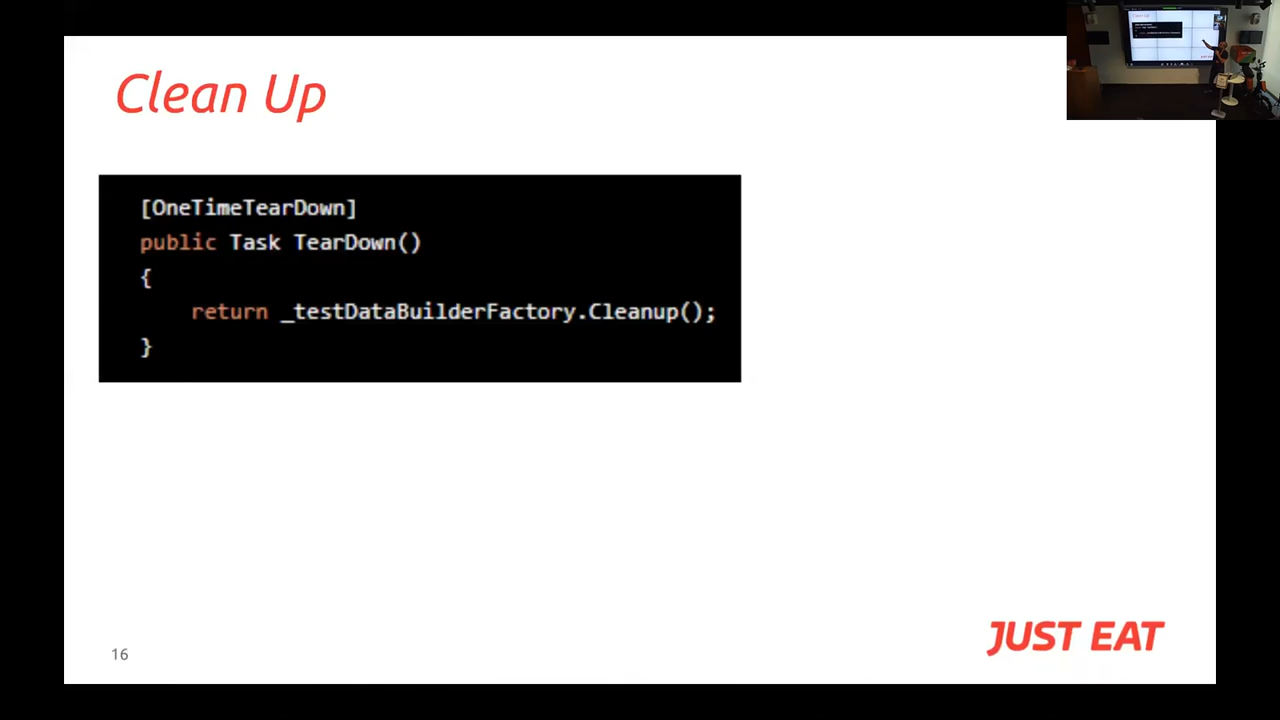 Clean Up
[OneTimeTearDown]
public Task TearDown()
{
    return _testDataBuilderFactory.Cleanup();
}
16
JUST EAT